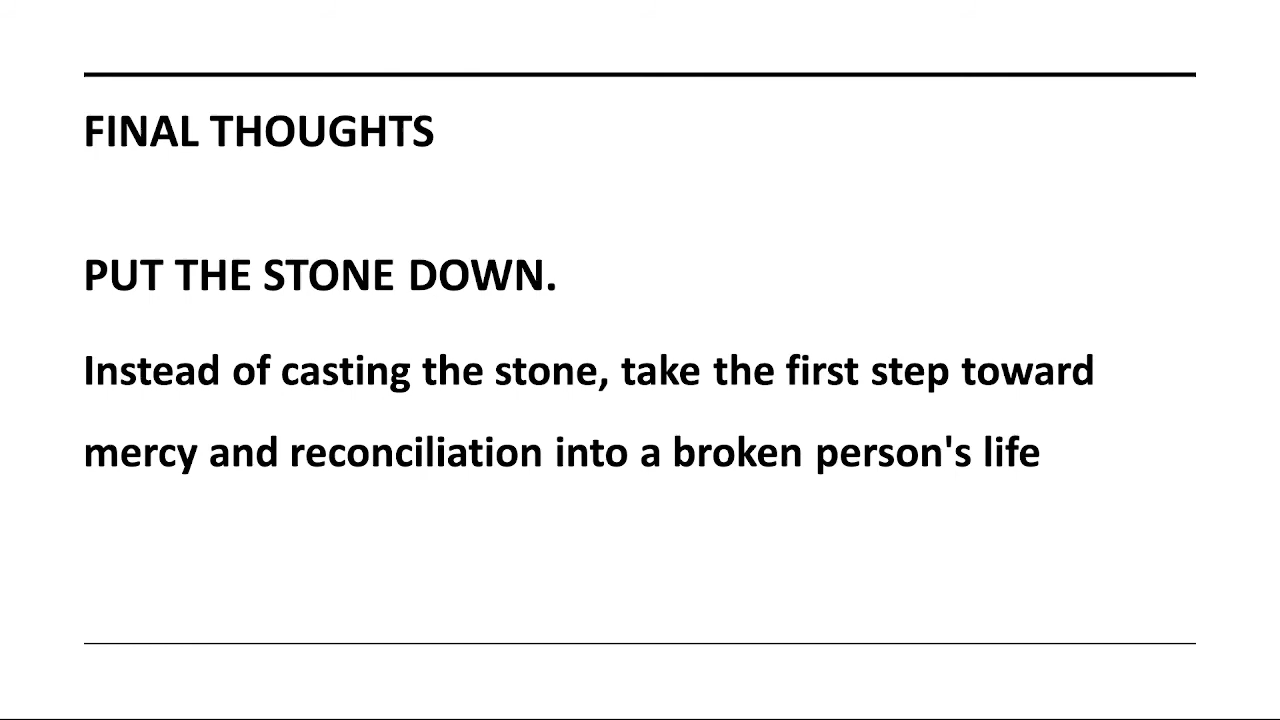 FINAL THOUGHTS
PUT THE STONE DOWN.
Instead of casting the stone, take the first step toward
mercy and reconciliation into a broken person's life